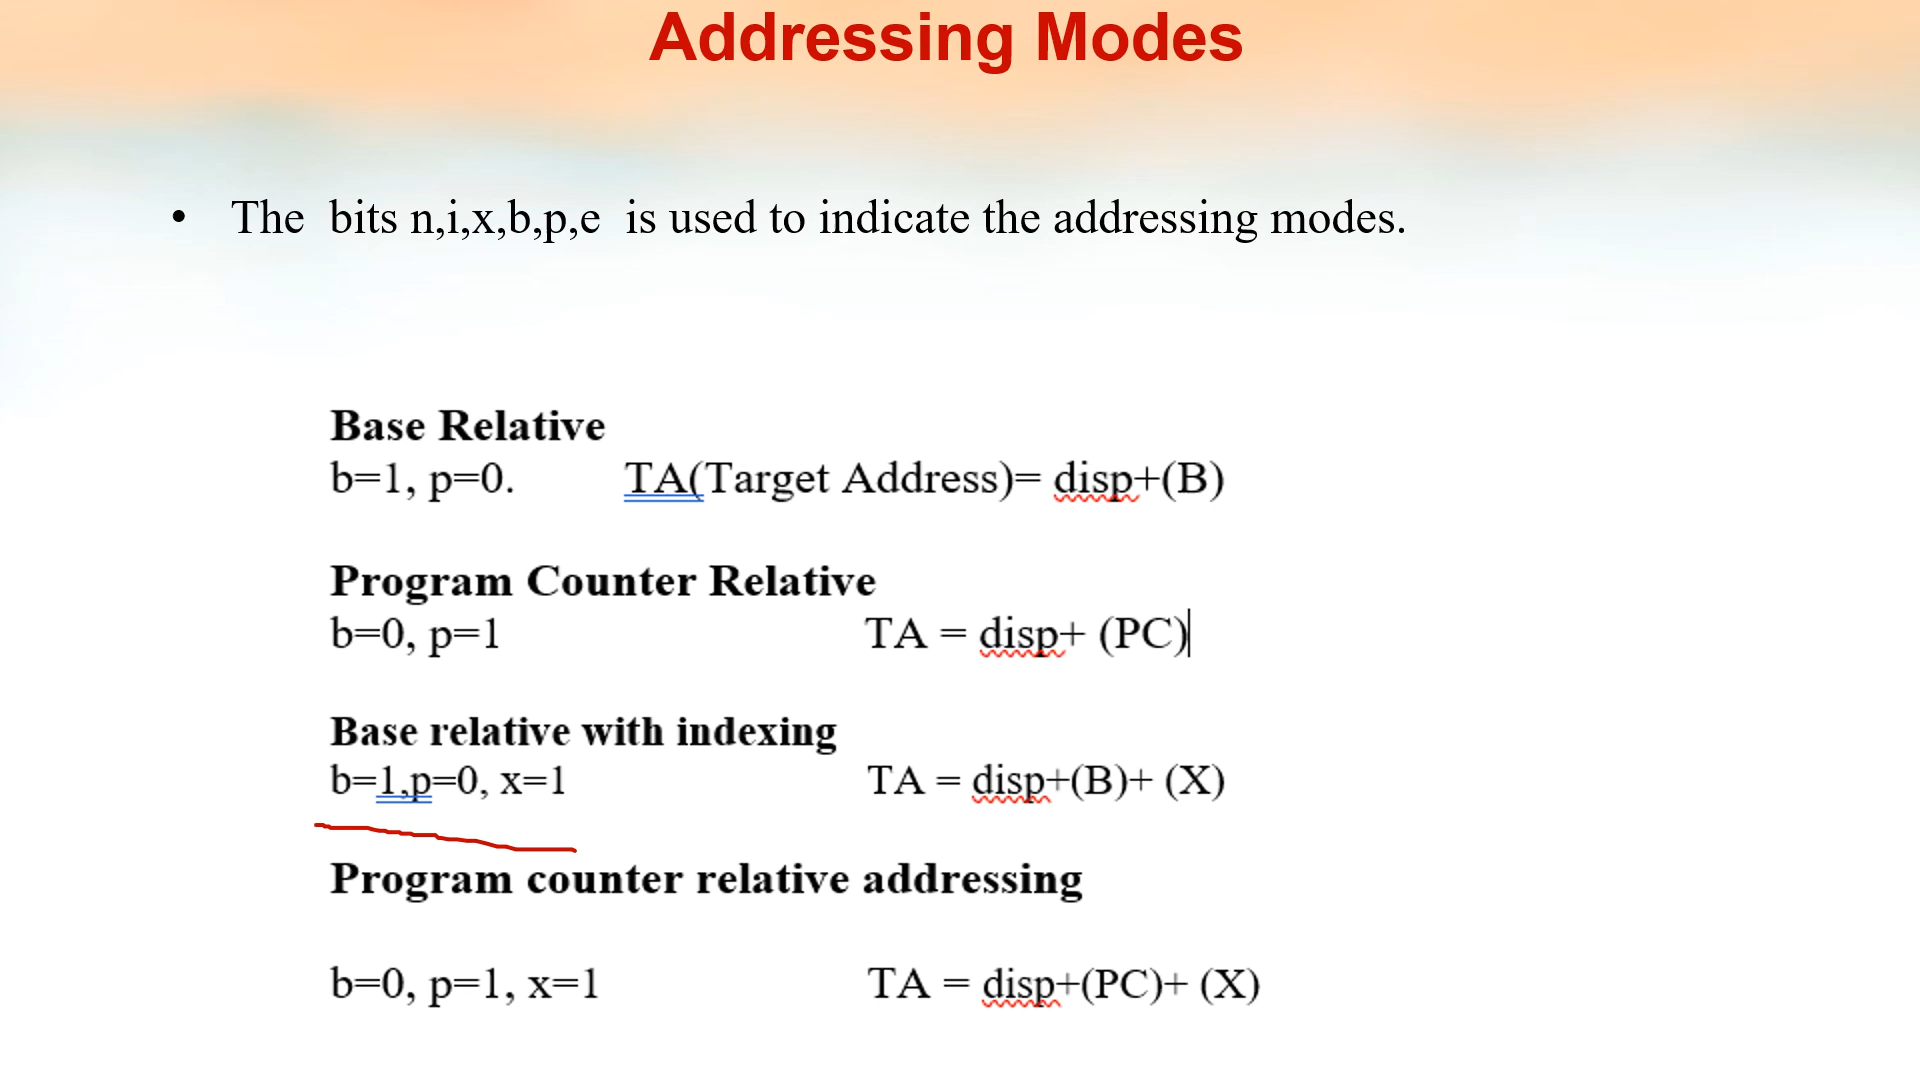 Addressing Modes
• The bits n,i,x,b,p,e is used to indicate the addressing modes.
Base Relative
b=1, p=0. TA(Target Address)= disp+(B)
Program Counter Relative
b=0, p=1 TA = disp+ (PC)
Base relative with indexing
b=1,p=0, x=1 TA = disp+(B)+ (X)
Program counter relative addressing
b=0, p=1, x=1 TA = disp+(PC)+ (X)